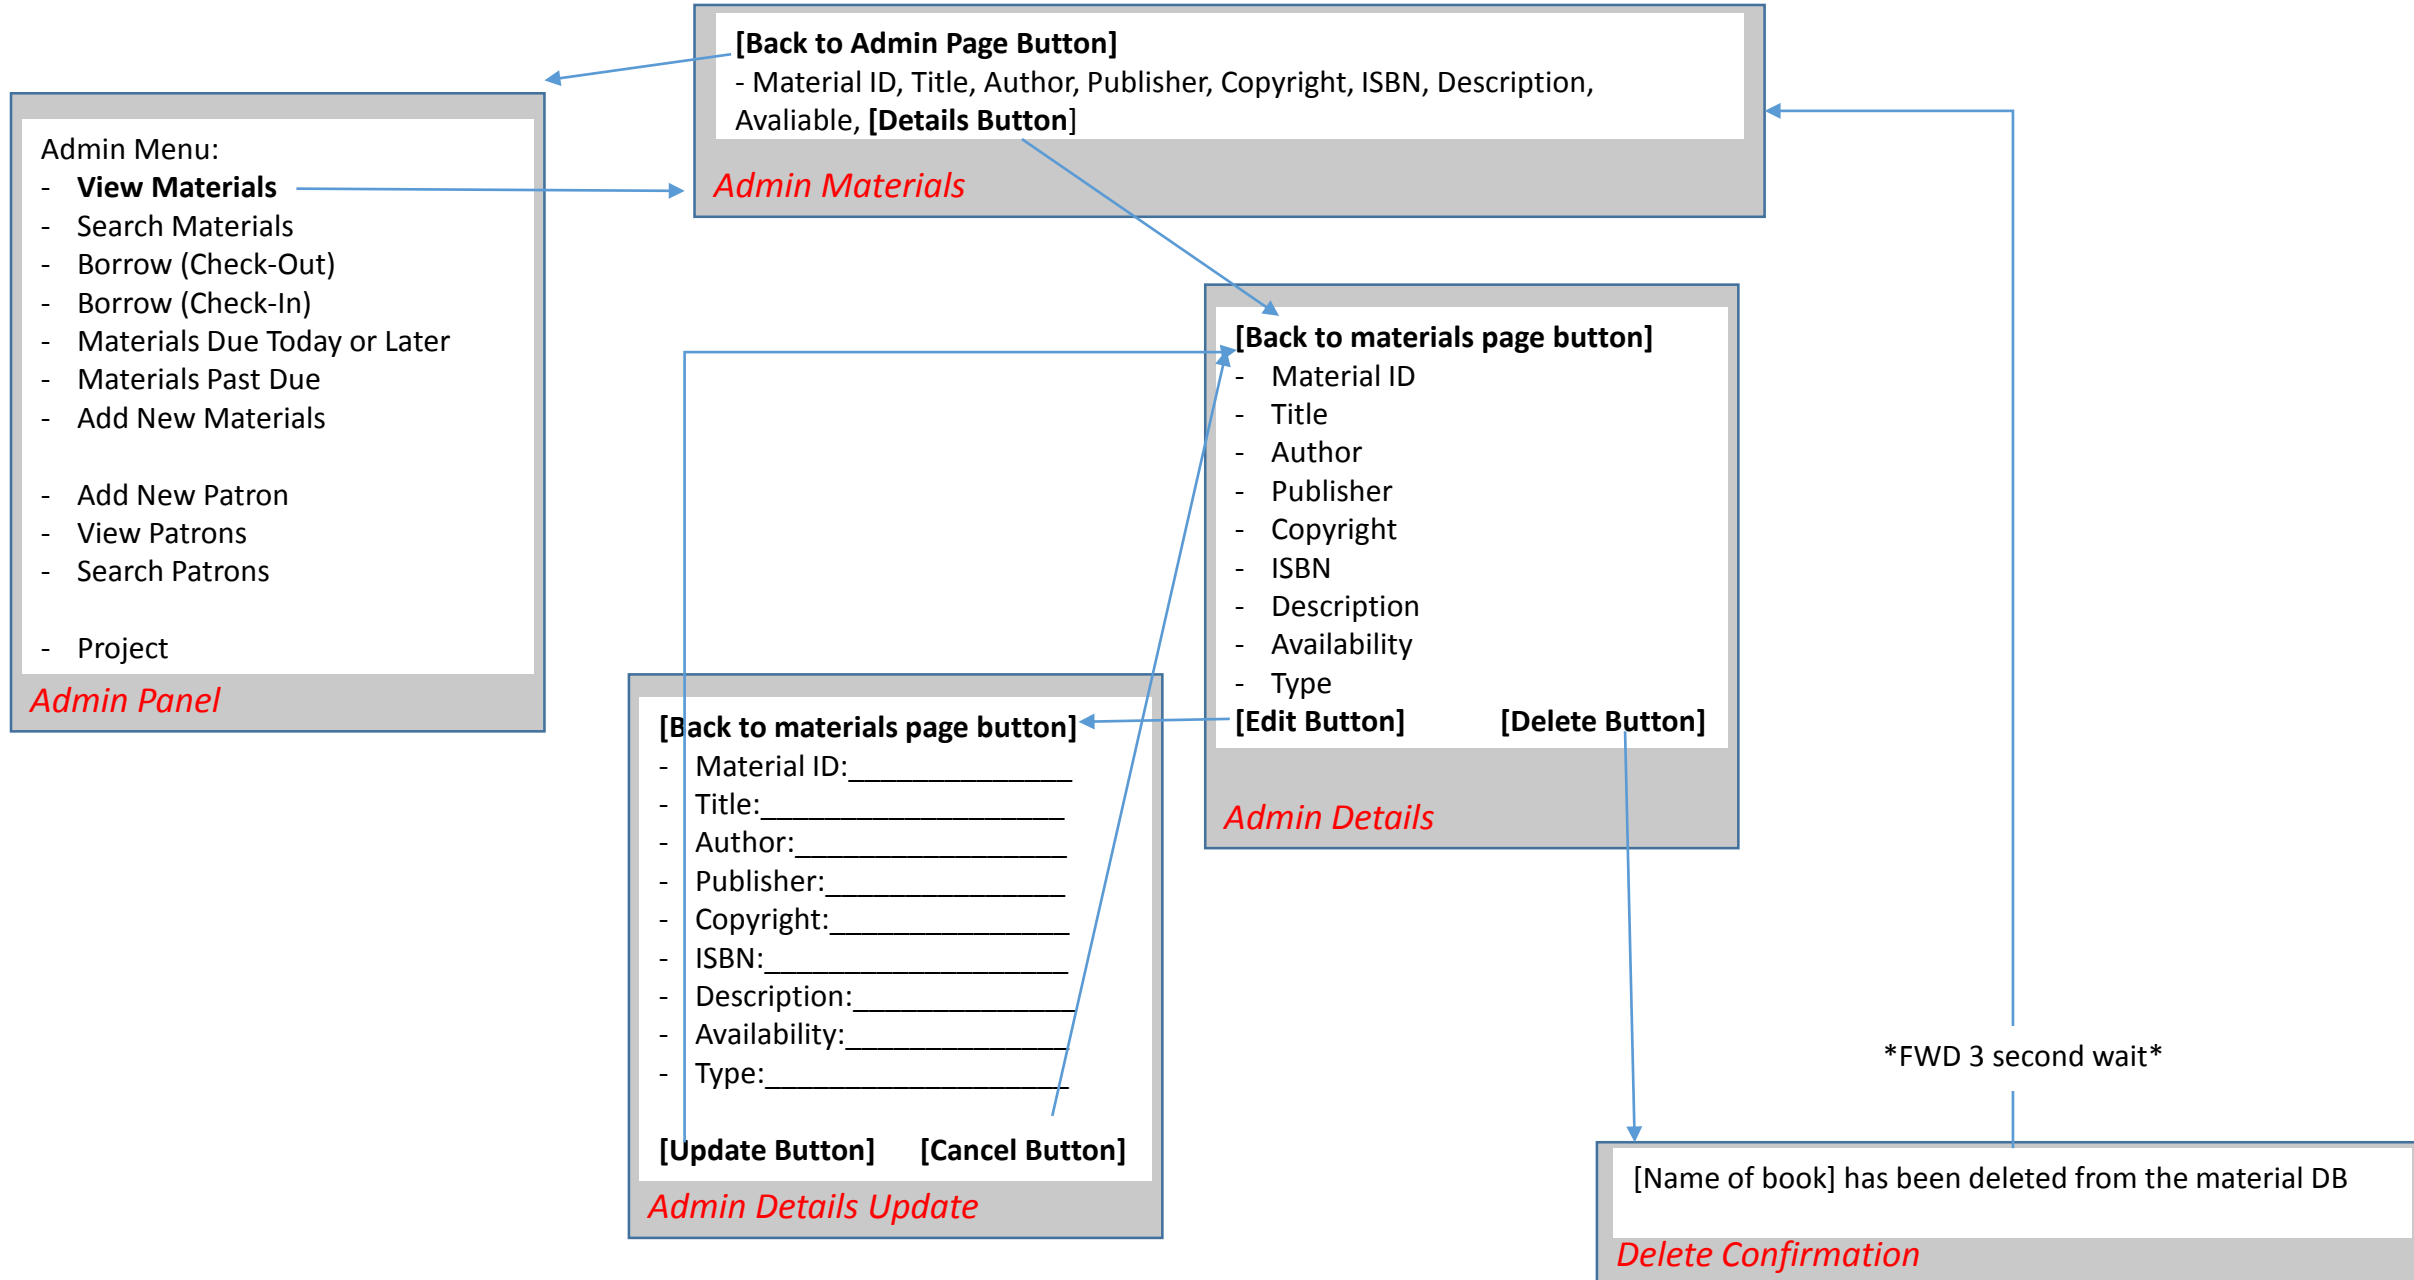 [Back to Admin Page Button]
- Material ID, Title, Author, Publisher, Copyright, ISBN, Description,
Avaliable, [Details Button]
Admin Materials
Admin Menu:
- View Materials
- Search Materials
- Borrow (Check-Out)
- Borrow (Check-In)
- Materials Due Today or Later
- Materials Past Due
- Add New Materials
- Add New Patron
- View Patrons
- Search Patrons
- Project
Admin Panel
[Back to materials page button]
- Material ID
- Title
- Author
- Publisher
- Copyright
- ISBN
- Description
- Availability
- Type
[Edit Button] [Delete Button]
Admin Details
[Back to materials page button]
- Material ID:______________
- Title:___________________
- Author:_________________
- Publisher:_______________
- Copyright:_______________
- ISBN:___________________
- Description:______________
- Availability:______________
- Type:___________________
[Update Button] [Cancel Button]
Admin Details Update
*FWD 3 second wait*
[Name of book] has been deleted from the material DB
Delete Confirmation